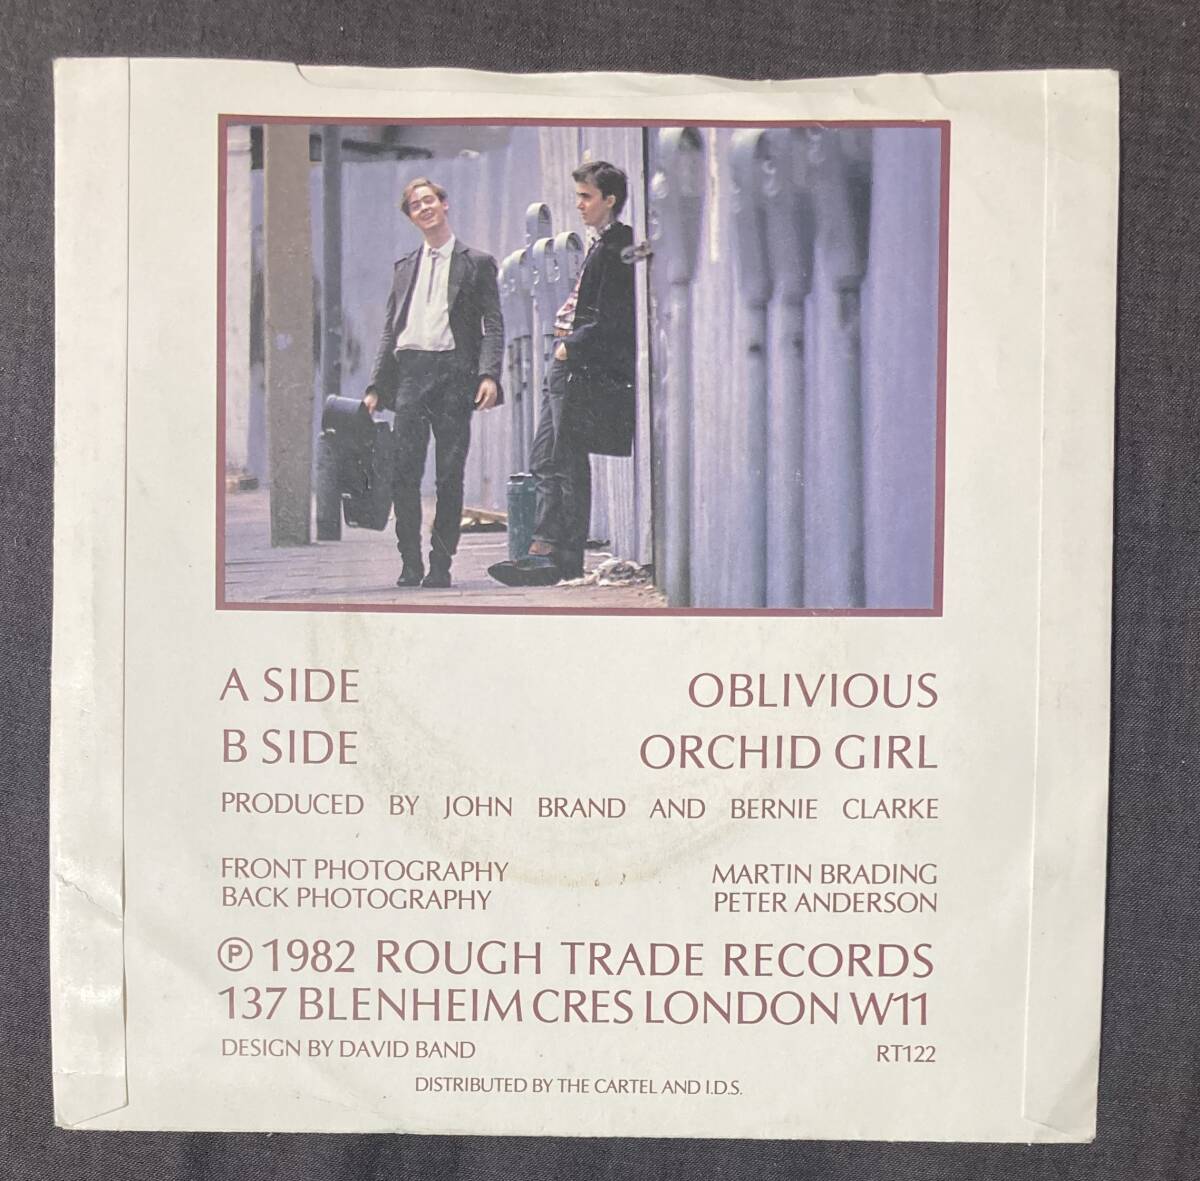 A SIDE OBLIVIOUS
B SIDE ORCHID GIRL
PRODUCED BY JOHN BRAND AND BERNIE CLARKE
FRONT PHOTOGRAPHY MARTIN BRADING
BACK PHOTOGRAPHY PETER ANDERSON
Ⓟ 1982 ROUGH TRADE RECORDS
137 BLENHEIM CRES LONDON W11
DESIGN BY DAVID BAND RT122
DISTRIBUTED BY THE CARTEL AND I.D.S.